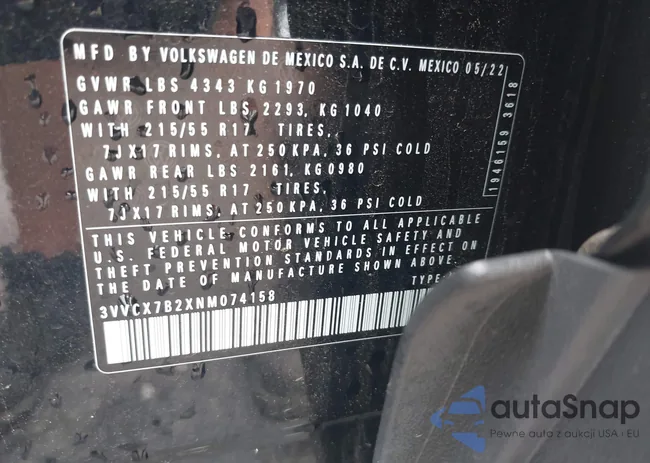 MFD BY VOLKSWAGEN DE MEXICO S.A. DE C.V. MEXICO 05/22
GVWR LBS 4343 KG 1970
GAWR FRONT LBS 2293, KG 1040
WITH 215/55 R17 TIRES,
7JX17 RIMS, AT 250 KPA, 36 PSI COLD
GAWR REAR LBS 2161, KG 0980
WITH 215/55 R17 TIRES,
7JX17 RIMS, AT 250 KPA, 36 PSI COLD
THIS VEHICLE CONFORMS TO ALL APPLICABLE
U.S. FEDERAL MOTOR VEHICLE SAFETY AND
THEFT PREVENTION STANDARDS IN EFFECT ON
THE DATE OF MANUFACTURE SHOWN ABOVE.
3VVCX7B2XNM074158 TYPE
1946159 3618
autaSnap
Pewne auto z aukcji USA i EU